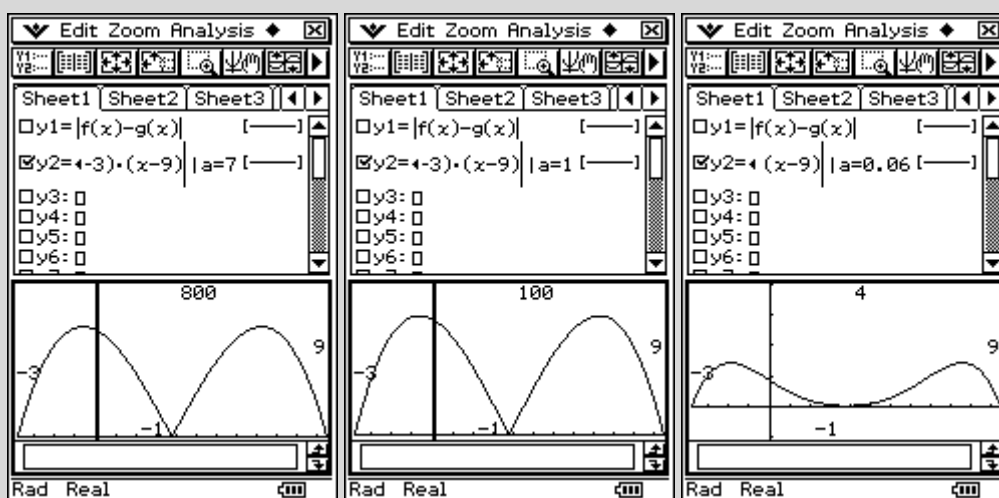 Edit Zoom Analysis ◆
Sheet1 Sheet2 Sheet3
y1=|f(x)-g(x)| [—]
y2=◂-3)·(x-9)| |a=7 [—]
y3:▯
y4:▯
y5:▯
y6:▯
800
-3
9
-1
Rad Real
Edit Zoom Analysis ◆
Sheet1 Sheet2 Sheet3
y1=|f(x)-g(x)| [—]
y2=◂-3)·(x-9)| |a=1 [—]
y3:▯
y4:▯
y5:▯
y6:▯
100
-3
9
-1
Rad Real
Edit Zoom Analysis ◆
Sheet1 Sheet2 Sheet3
y1=|f(x)-g(x)| [—]
y2=◂ (x-9)| |a=0.06 [—]
y3:▯
y4:▯
y5:▯
y6:▯
4
-3
9
-1
Rad Real